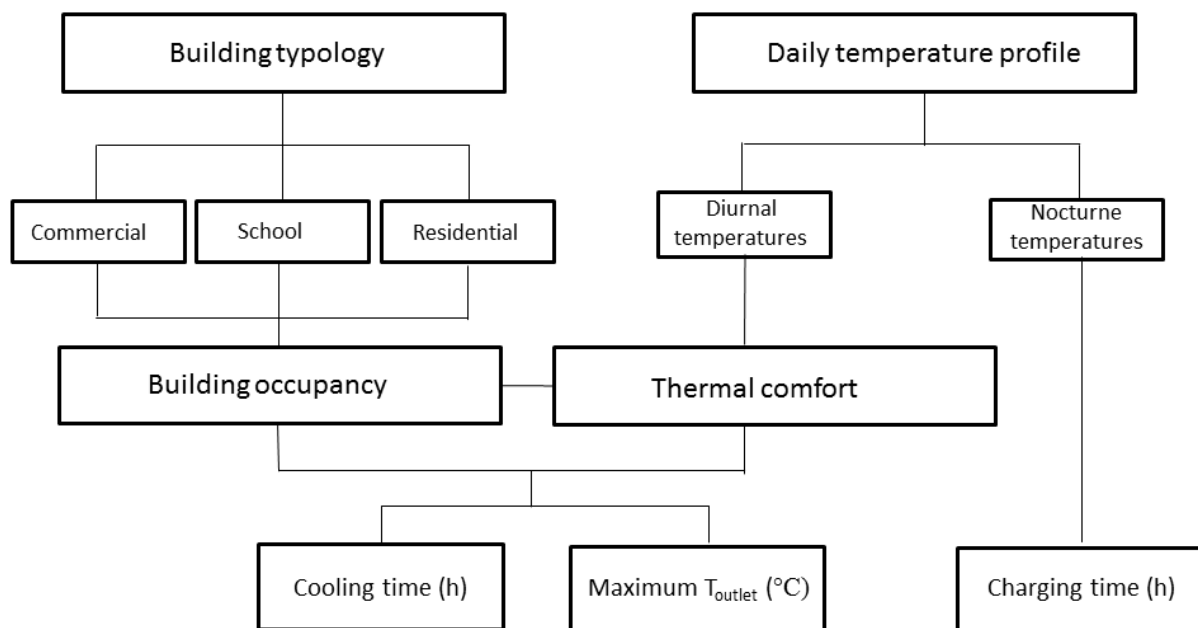 Building typology
Daily temperature profile
Commercial
School
Residential
Diurnal
temperatures
Nocturne
temperatures
Building occupancy
Thermal comfort
Cooling time (h)
Maximum Toutlet (°C)
Charging time (h)